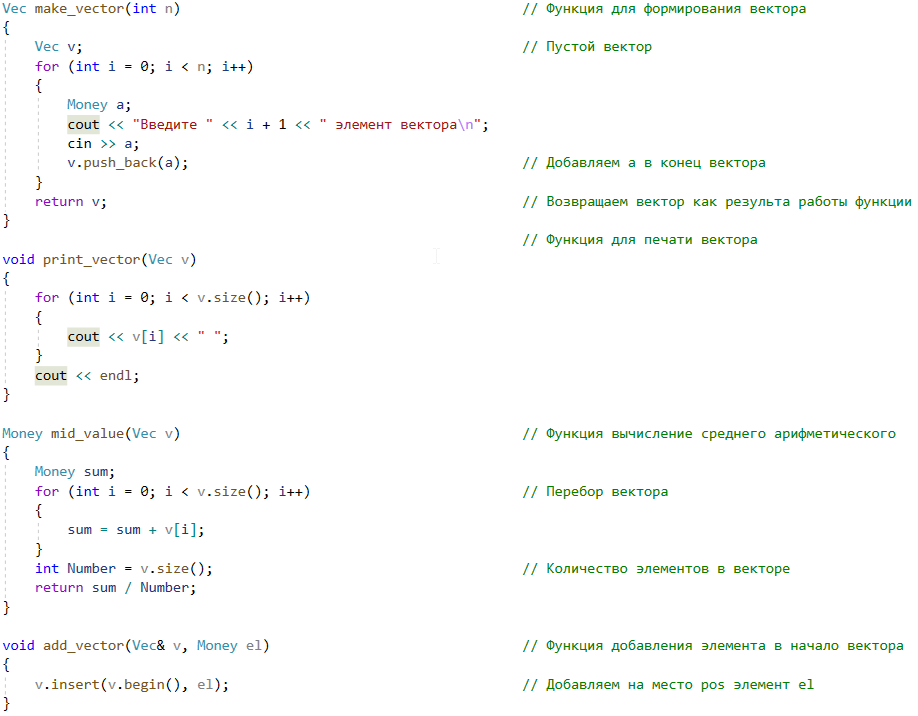 Vec make_vector(int n) // Функция для формирования вектора
{
    Vec v; // Пустой вектор
    for (int i = 0; i < n; i++)
    {
        Money a;
        cout << "Введите " << i + 1 << " элемент вектора\n";
        cin >> a;
        v.push_back(a); // Добавляем a в конец вектора
    }
    return v; // Возвращаем вектор как результа работы функции
}
// Функция для печати вектора
void print_vector(Vec v)
{
    for (int i = 0; i < v.size(); i++)
    {
        cout << v[i] << " ";
    }
    cout << endl;
}
Money mid_value(Vec v) // Функция вычисление среднего арифметического
{
    Money sum;
    for (int i = 0; i < v.size(); i++) // Перебор вектора
    {
        sum = sum + v[i];
    }
    int Number = v.size(); // Количество элементов в векторе
    return sum / Number;
}
void add_vector(Vec& v, Money el) // Функция добавления элемента в начало вектора
{
    v.insert(v.begin(), el); // Добавляем на место pos элемент el
}